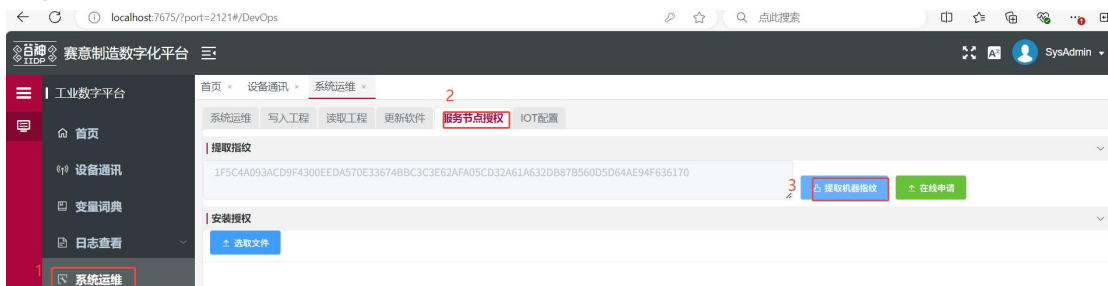 localhost:7675/?port=2121#/DevOps
点此搜索
谷神
IIDP
赛意制造数字化平台
SysAdmin
工业数字平台
首页 × 设备通讯 × 系统运维 ×
2
系统运维 写入工程 读取工程 更新软件 服务节点授权 IOT配置
首页
提取指纹
设备通讯
1F5C4A093ACD9F4300EEDA570E33674BBC3C3E62AFA05CD32A61A632DB87B560D5D64AE94F636170
3 提取机器指纹 在线申请
变量词典
安装授权
日志查看
选取文件
1 系统运维